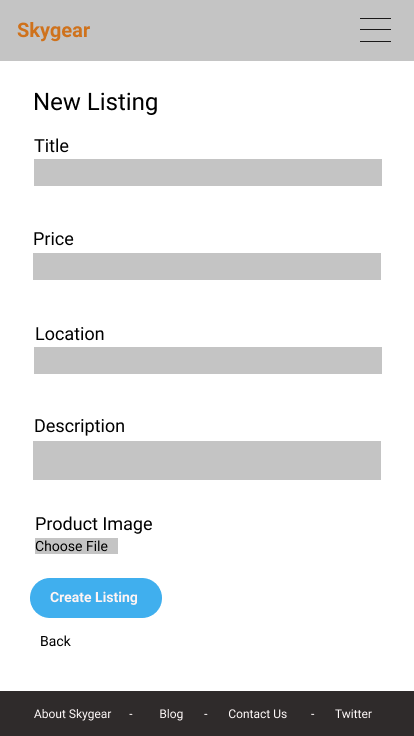 Skygear
New Listing
Title
Price
Location
Description
Product Image
Choose File
Create Listing
Back
About Skygear - Blog - Contact Us - Twitter